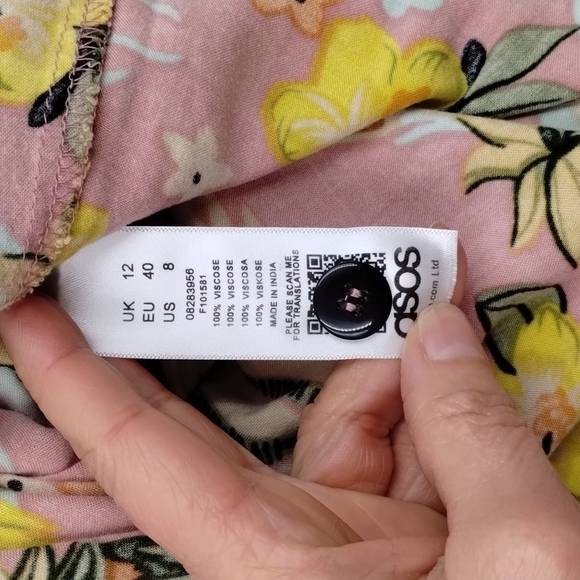 asos
.com Ltd
PLEASE SCAN ME
FOR TRANSLATIONS
MADE IN INDIA
100% VISKOSE
100% VISCOSA
100% VISCOSE
100% VISCOSE
F101581
08283956
UK 12
EU 40
US 8